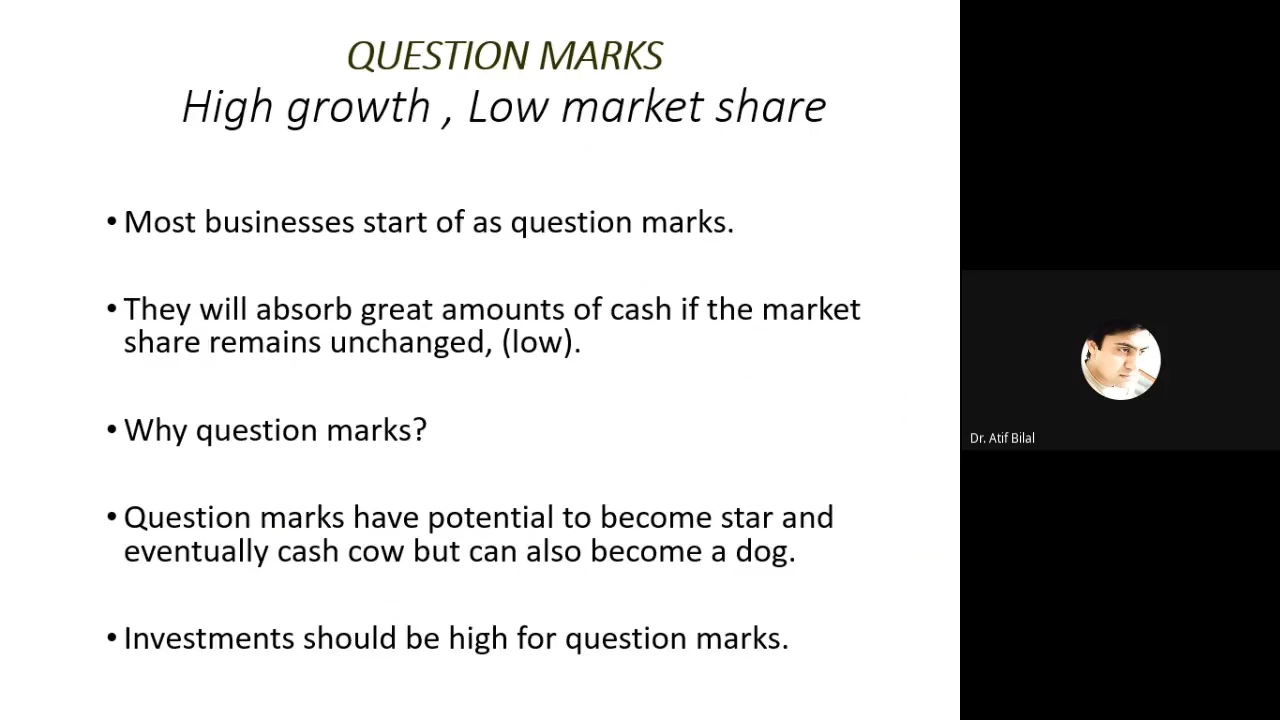 QUESTION MARKS
High growth , Low market share
• Most businesses start of as question marks.
• They will absorb great amounts of cash if the market
share remains unchanged, (low).
• Why question marks?
• Question marks have potential to become star and
eventually cash cow but can also become a dog.
• Investments should be high for question marks.
Dr. Atif Bilal